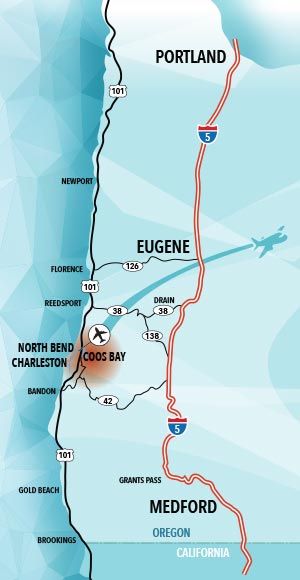 PORTLAND
101
5
NEWPORT
EUGENE
FLORENCE
126
101
REEDSPORT
38
DRAIN
38
138
NORTH BEND
CHARLESTON
COOS BAY
BANDON
42
5
101
GRANTS PASS
GOLD BEACH
MEDFORD
OREGON
BROOKINGS
CALIFORNIA